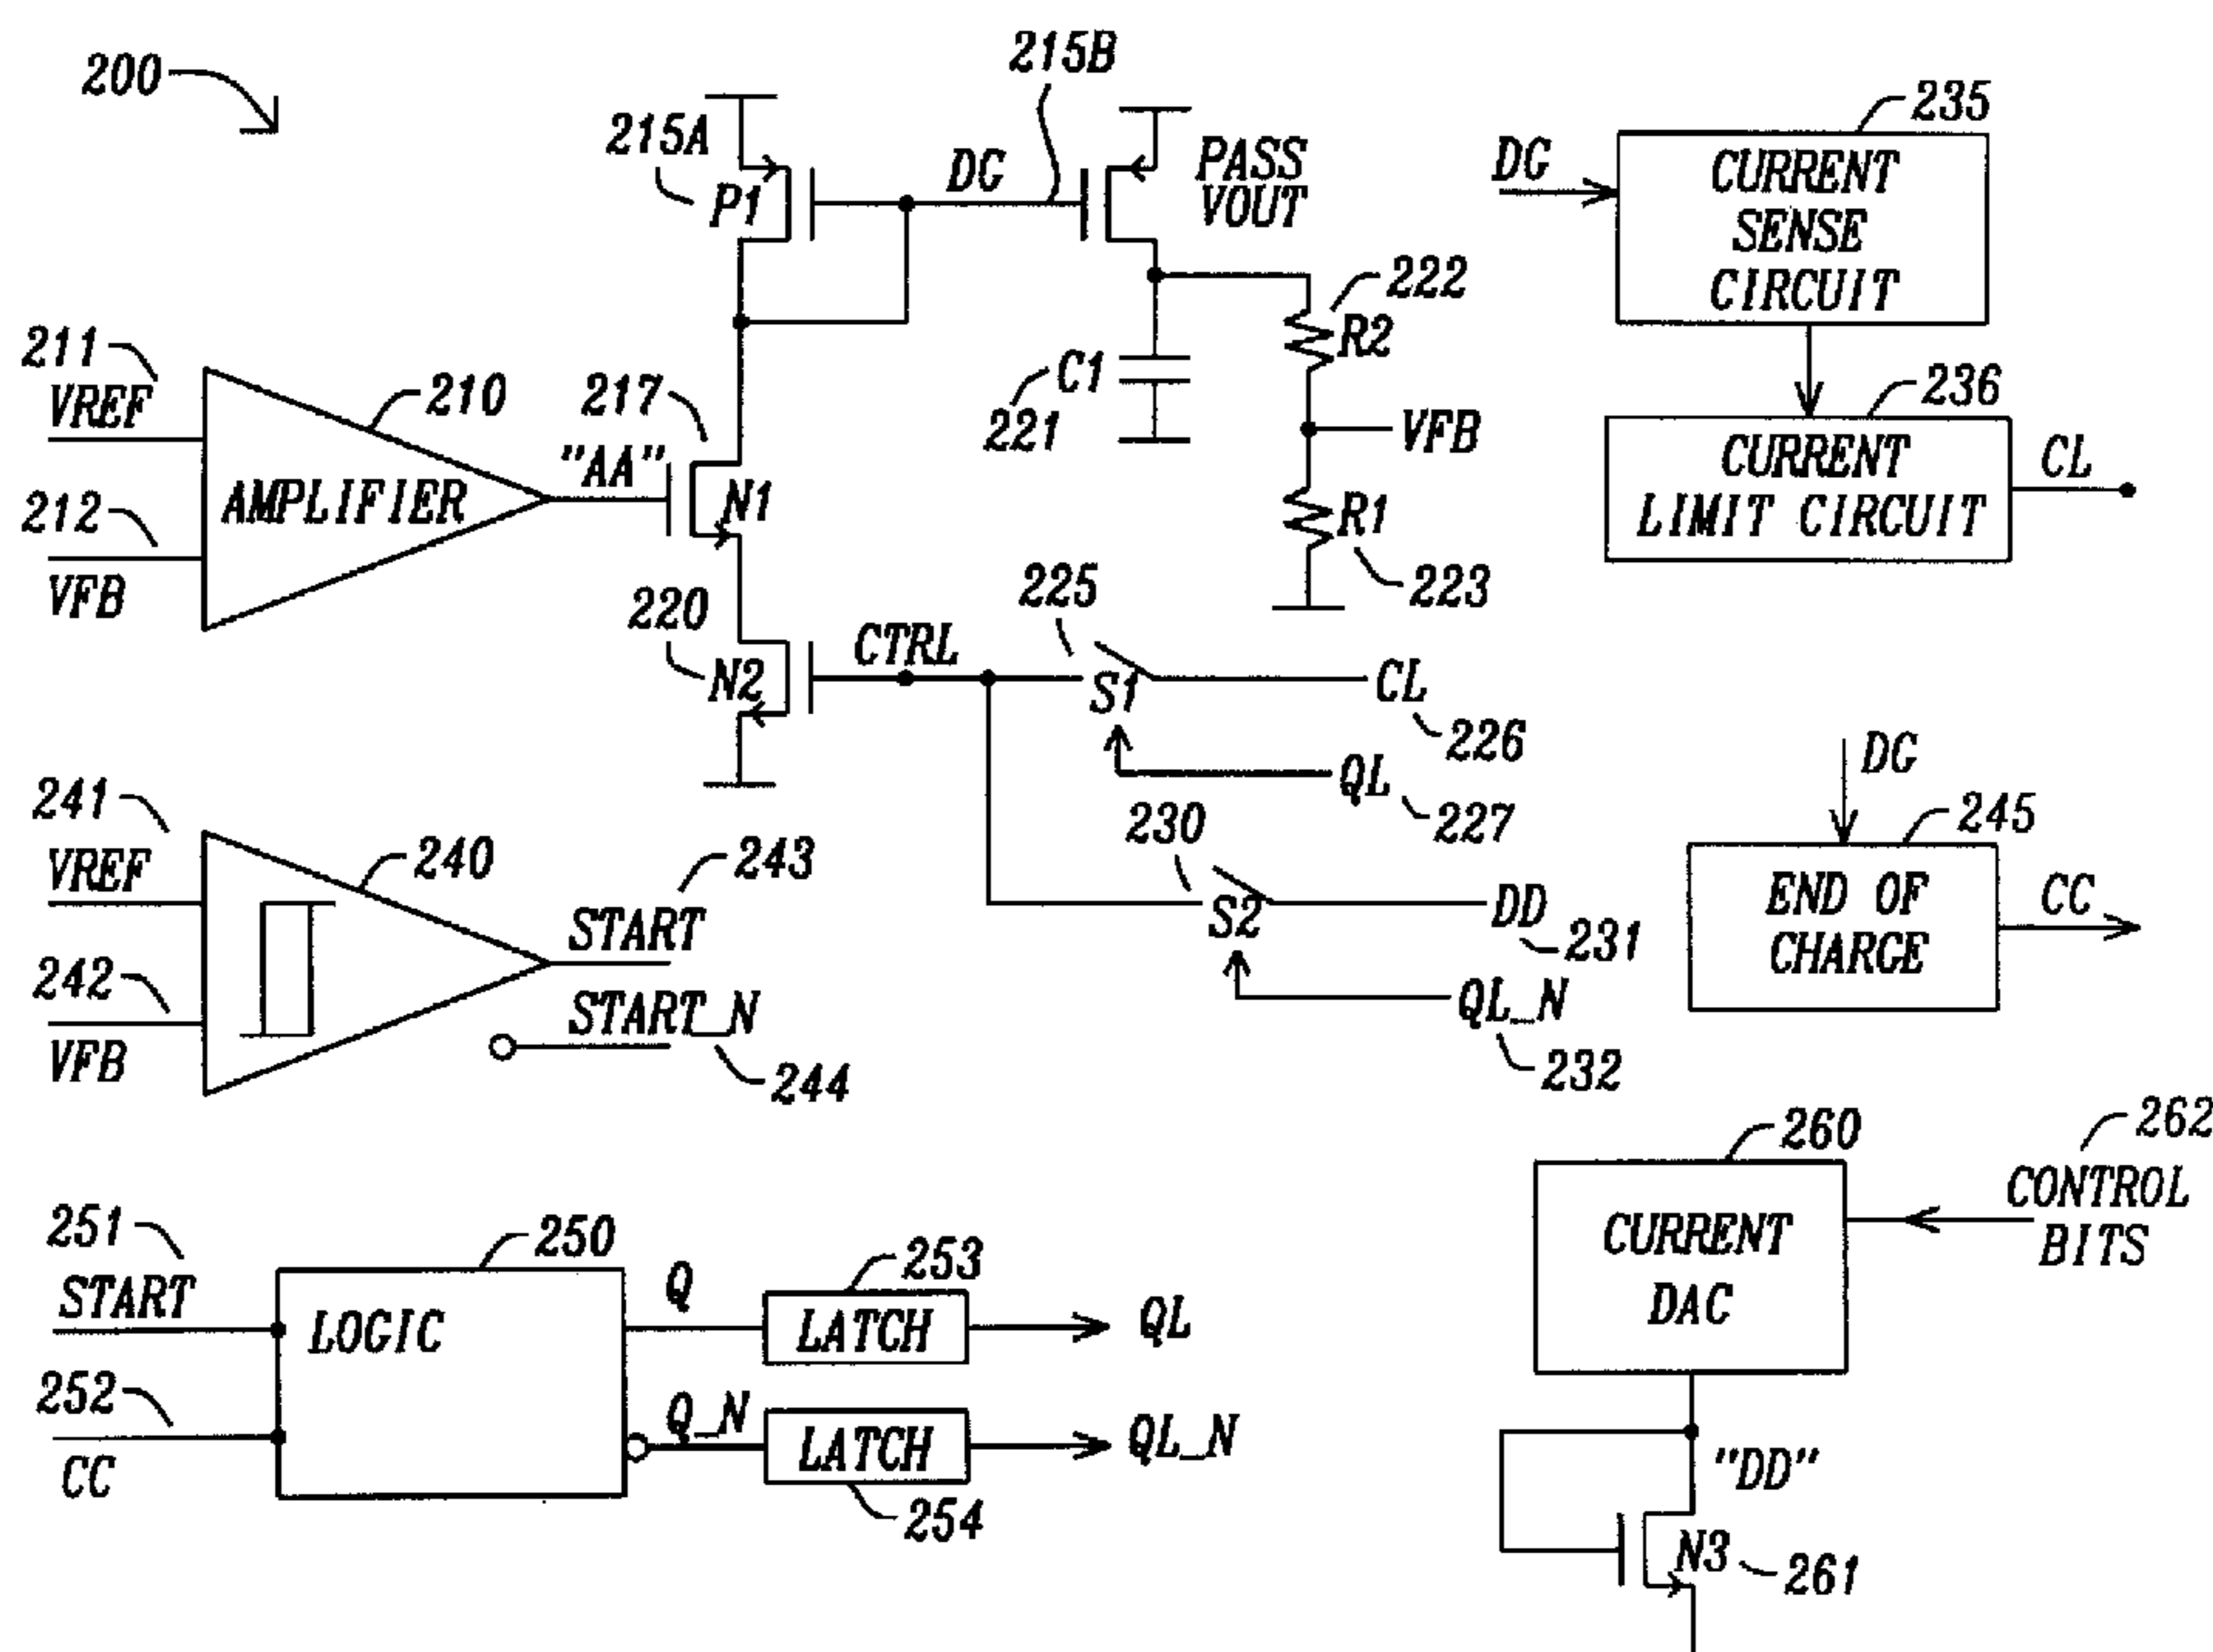 200
215A
P1
DG
215B
PASS
VOUT
DG
235
CURRENT
SENSE
CIRCUIT
211
VREF
212
VFB
210
AMPLIFIER
217
"AA"
N1
C1
221
222
R2
VFB
R1
223
236
CURRENT
LIMIT CIRCUIT
CL
220
N2
CTRL
225
S1
CL
226
QL
227
230
S2
DD
231
QL_N
232
241
VREF
242
VFB
240
START
243
START_N
244
DG
245
END OF
CHARGE
CC
251
START
252
CC
250
LOGIC
Q
253
LATCH
QL
Q_N
LATCH
254
QL_N
260
CURRENT
DAC
262
CONTROL
BITS
"DD"
N3
261